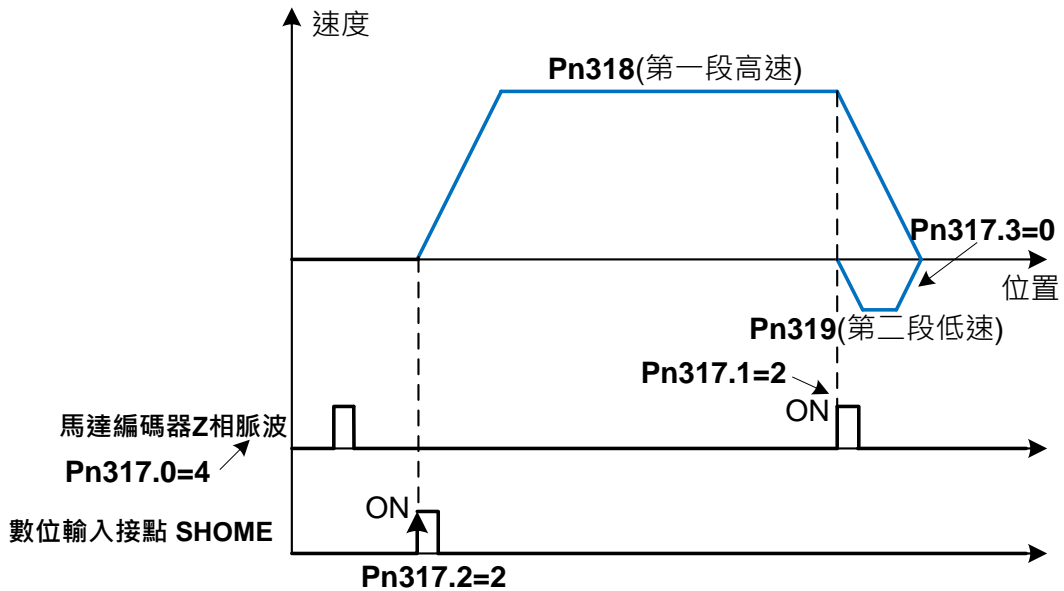 速度
Pn318(第一段高速)
Pn317.3=0
位置
Pn319(第二段低速)
Pn317.1=2
ON
馬達編碼器Z相脈波
Pn317.0=4
ON
數位輸入接點 SHOME
Pn317.2=2